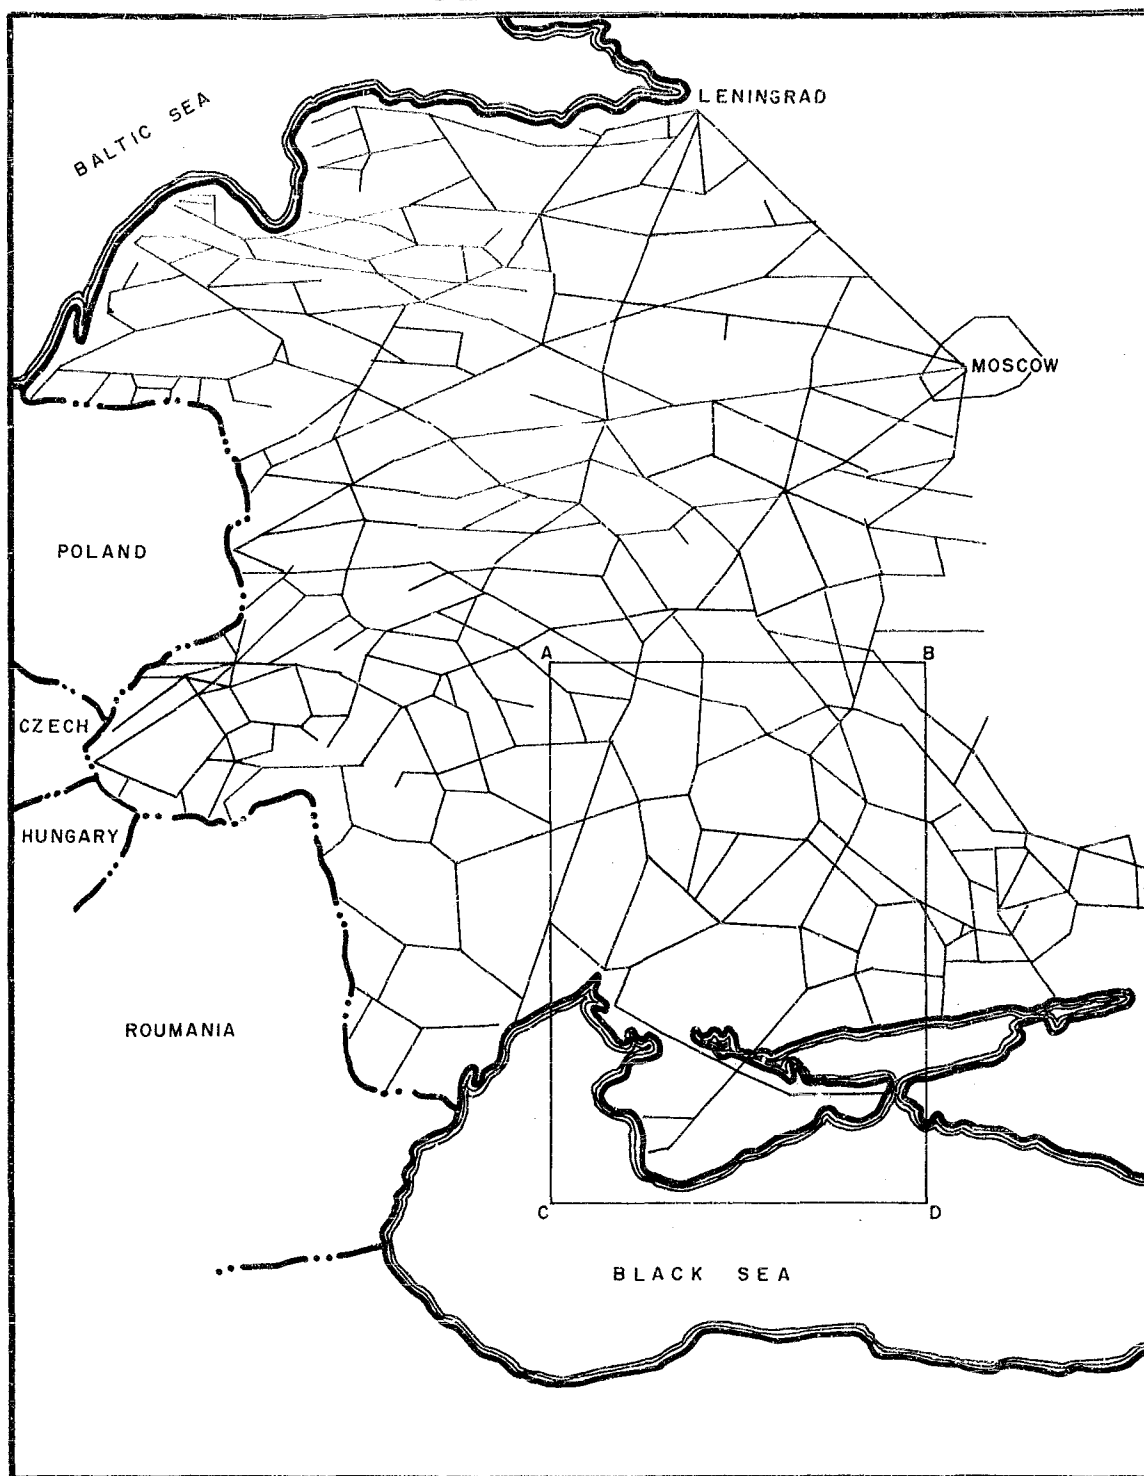 LENINGRAD
BALTIC SEA
MOSCOW
POLAND
A
B
CZECH
HUNGARY
ROUMANIA
C
D
BLACK SEA